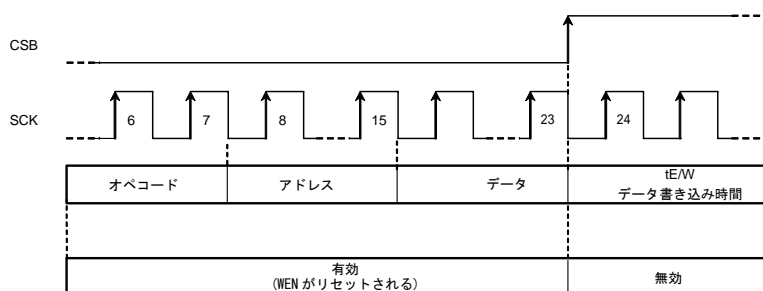 CSB
SCK
6
7
8
15
23
24
オペコード
アドレス
データ
tE/W
データ書き込み時間
有効
(WEN がリセットされる)
無効